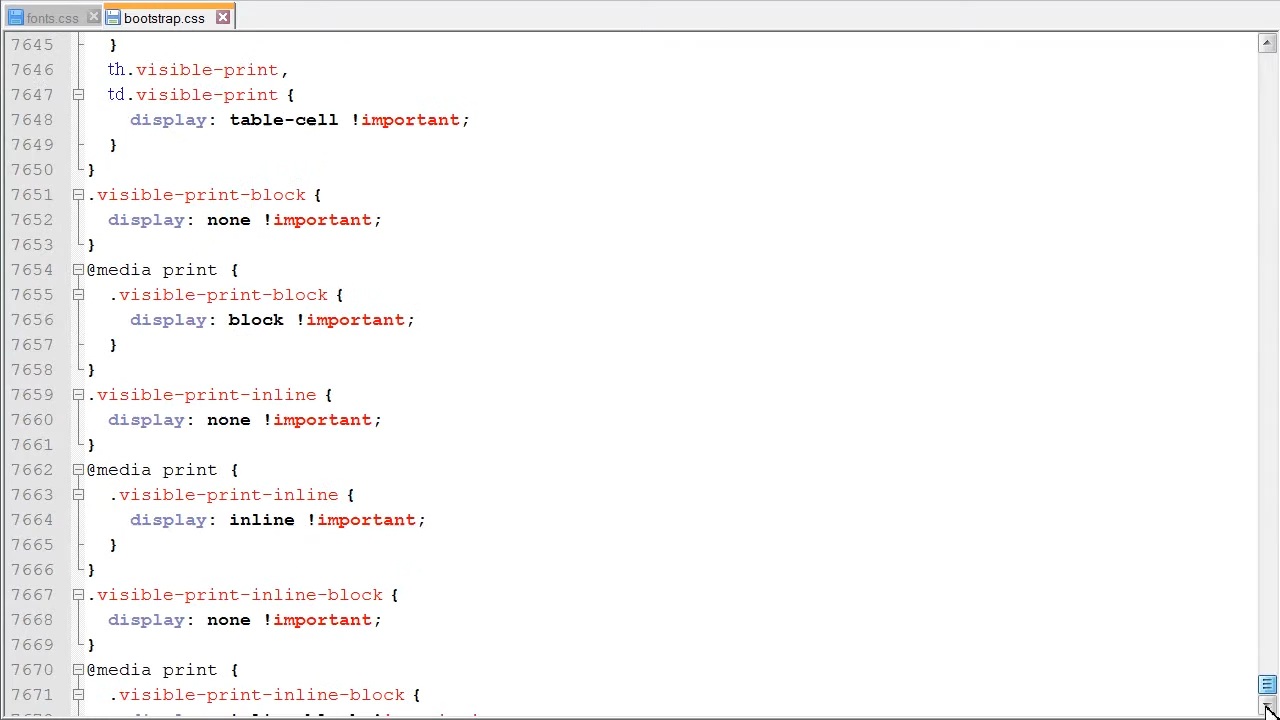 fonts.css bootstrap.css
7645 }
7646 th.visible-print,
7647 td.visible-print {
7648 display: table-cell !important;
7649 }
7650 }
7651 .visible-print-block {
7652 display: none !important;
7653 }
7654 @media print {
7655 .visible-print-block {
7656 display: block !important;
7657 }
7658 }
7659 .visible-print-inline {
7660 display: none !important;
7661 }
7662 @media print {
7663 .visible-print-inline {
7664 display: inline !important;
7665 }
7666 }
7667 .visible-print-inline-block {
7668 display: none !important;
7669 }
7670 @media print {
7671 .visible-print-inline-block {